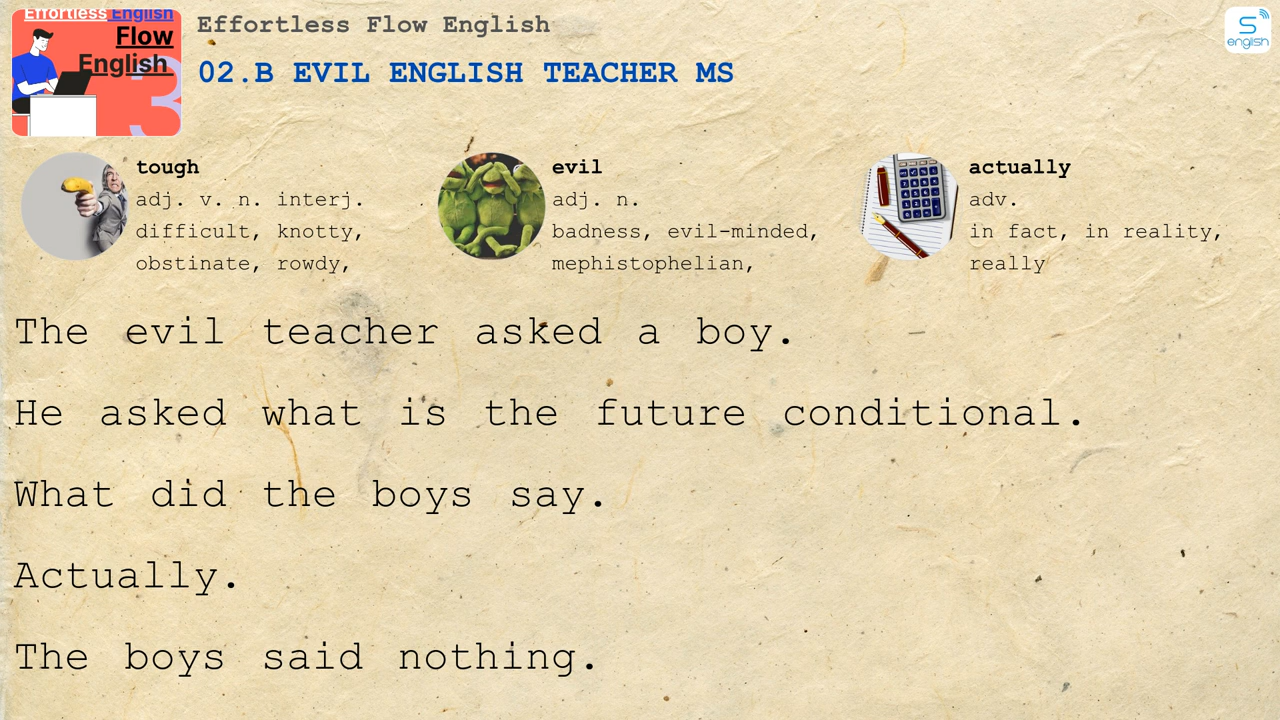 Effortless English
Flow
English
3
Effortless Flow English
02.B EVIL ENGLISH TEACHER MS
S
english
tough
adj. v. n. interj.
difficult, knotty,
obstinate, rowdy,
evil
adj. n.
badness, evil-minded,
mephistophelian,
actually
adv.
in fact, in reality,
really
The evil teacher asked a boy.
He asked what is the future conditional.
What did the boys say.
Actually.
The boys said nothing.